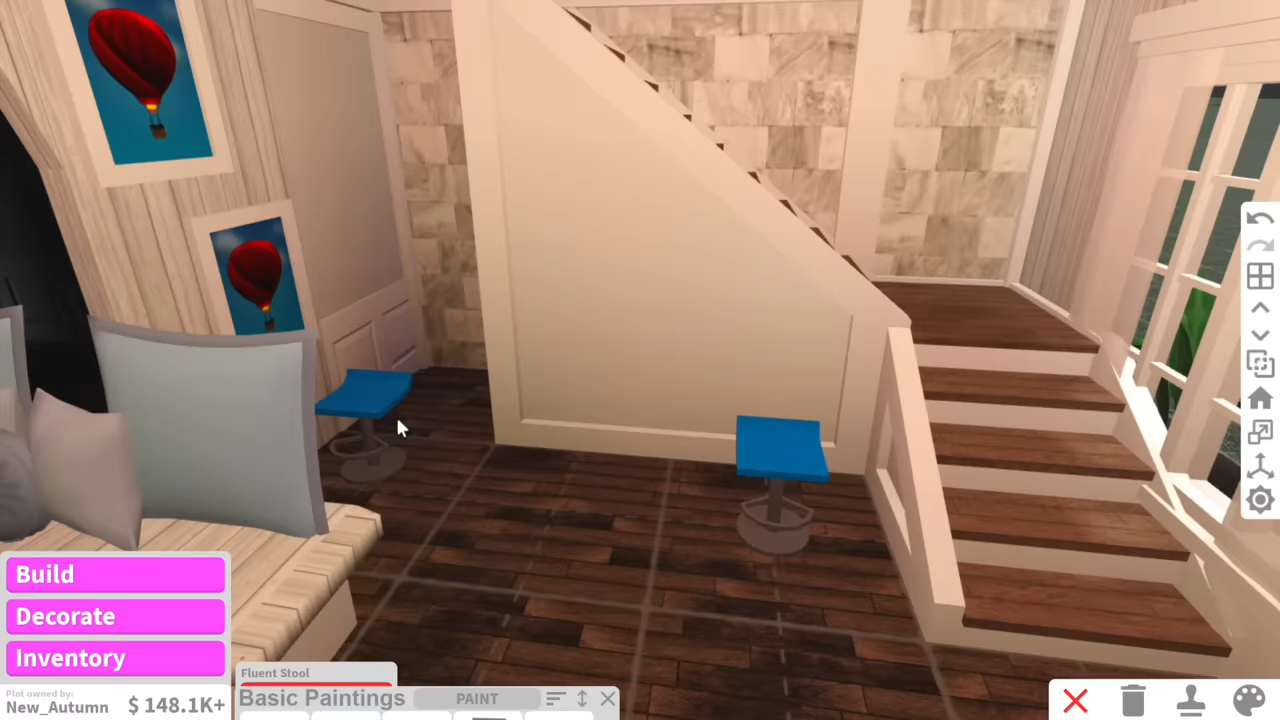 Build
Decorate
Inventory
Plot owned by:
New_Autumn
$ 148.1K+
Fluent Stool
Basic Paintings
PAINT